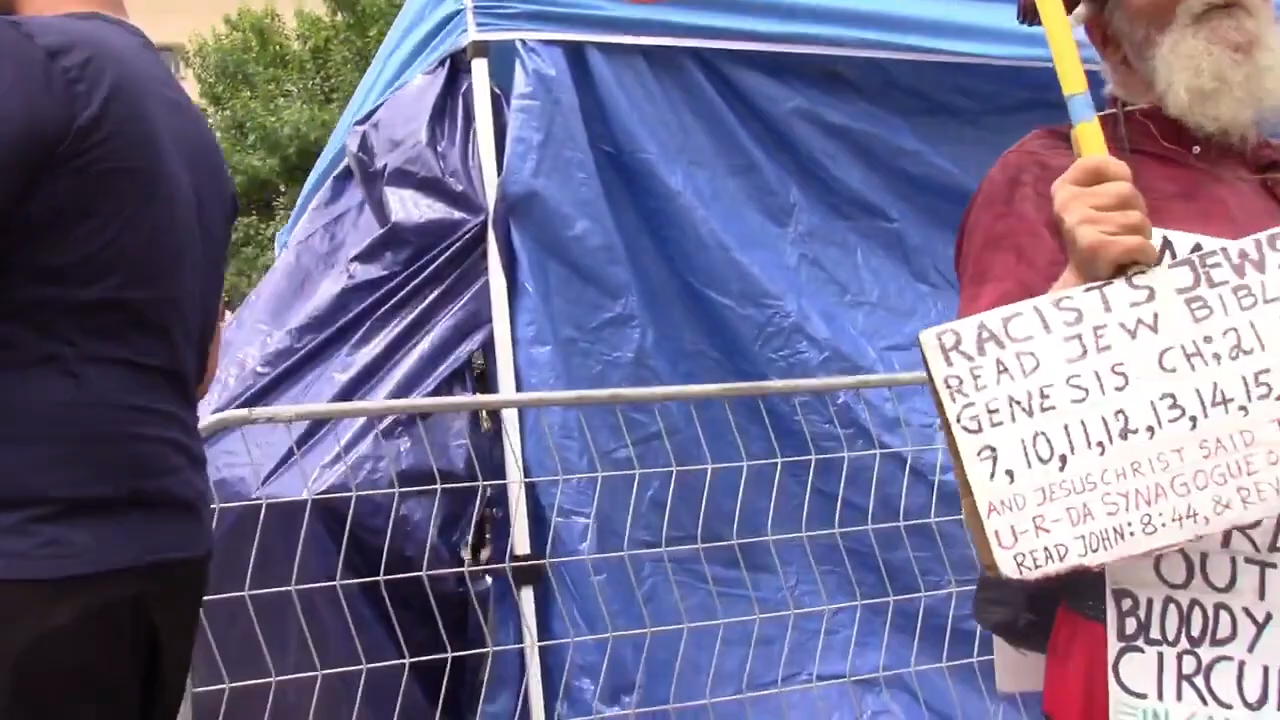 RACISTS JEWS
READ JEW BIBL
GENESIS CH:21
9,10,11,12,13,14,15,
AND JESUS CHRIST SAID T
U-R-DA SYNAGOGUE O
READ JOHN:8:44, & REV
OUT
BLOODY
CIRCU